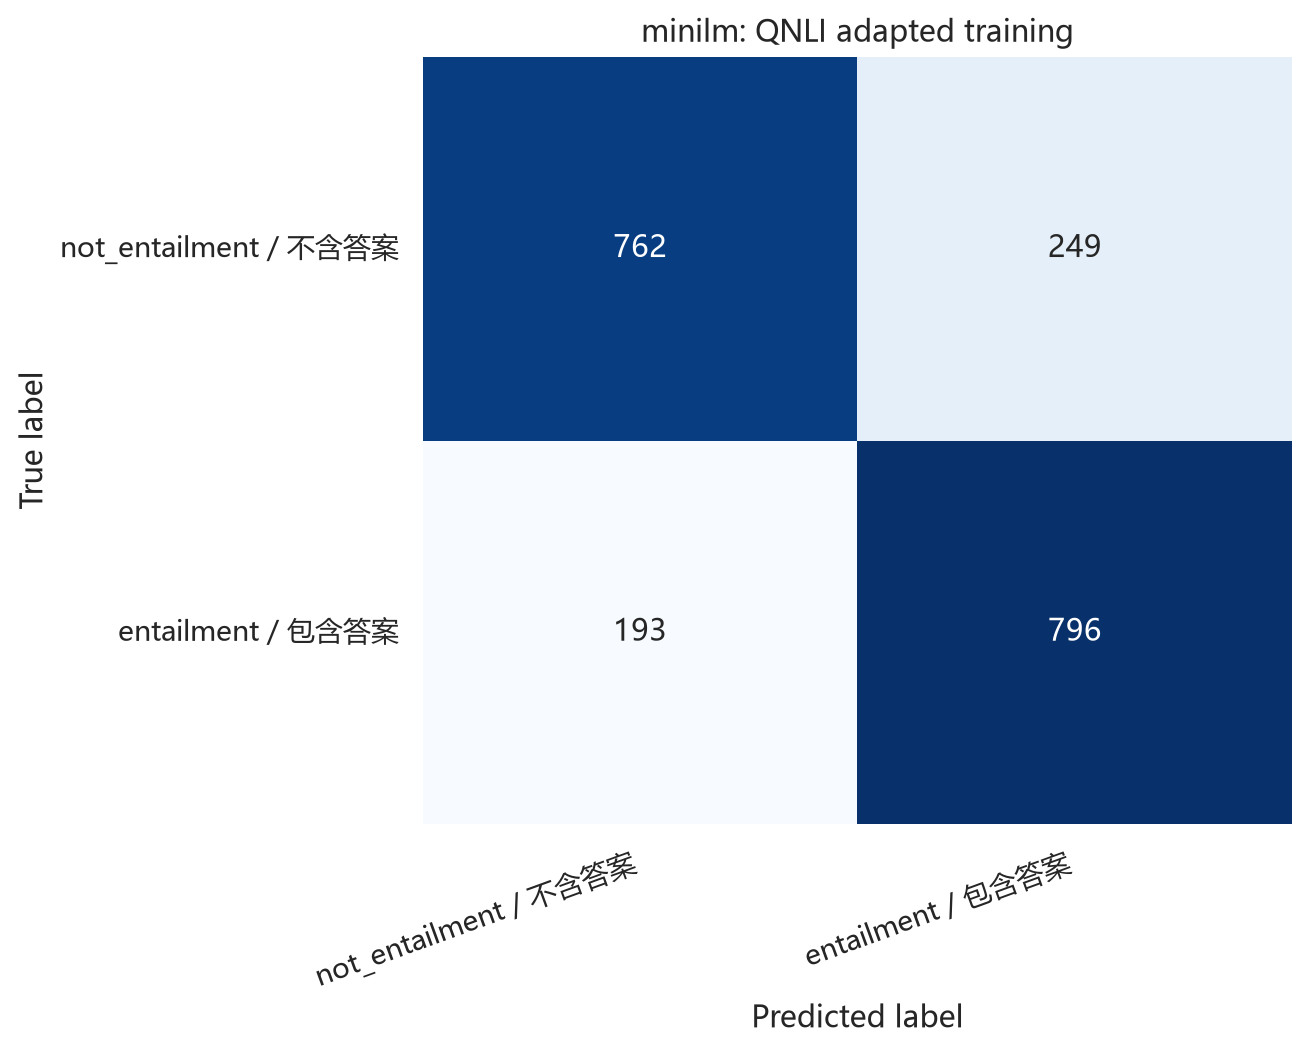 minilm: QNLI adapted training
not_entailment / 不含答案
762
249
True label
entailment / 包含答案
193
796
not_entailment / 不含答案
entailment / 包含答案
Predicted label